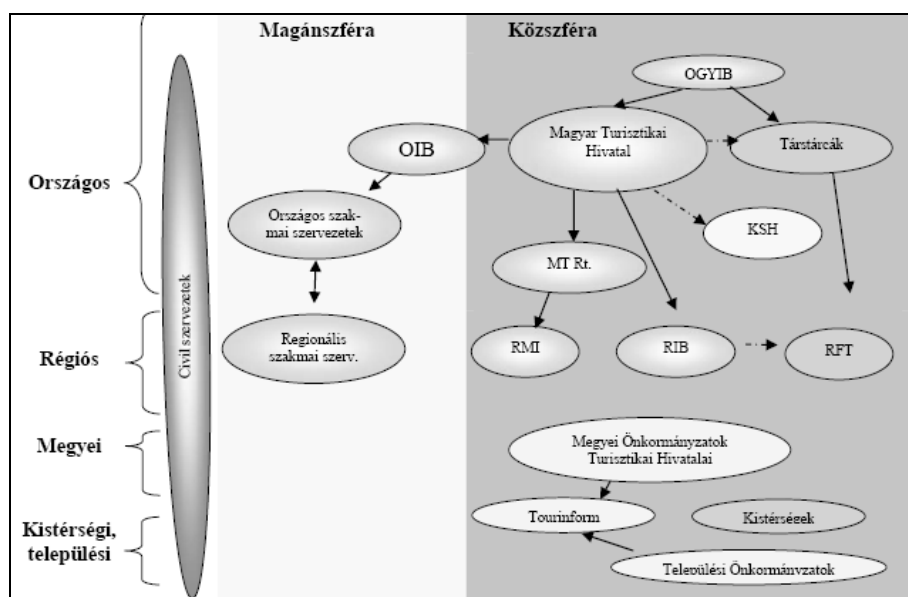 Magánszféra
Közszféra
OGYIB
Magyar Turisztikai
Hivatal
Társtárcák
OIB
Országos
Országos szak-
mai szervezetek
KSH
MT Rt.
Civil szervezetek
Régiós
Regionális
szakmai szerv.
RMI
RIB
RFT
Megyei
Megyei Önkormányzatok
Turisztikai Hivatalai
Kistérségi,
települési
Tourinform
Kistérségek
Települési Önkormányzatok